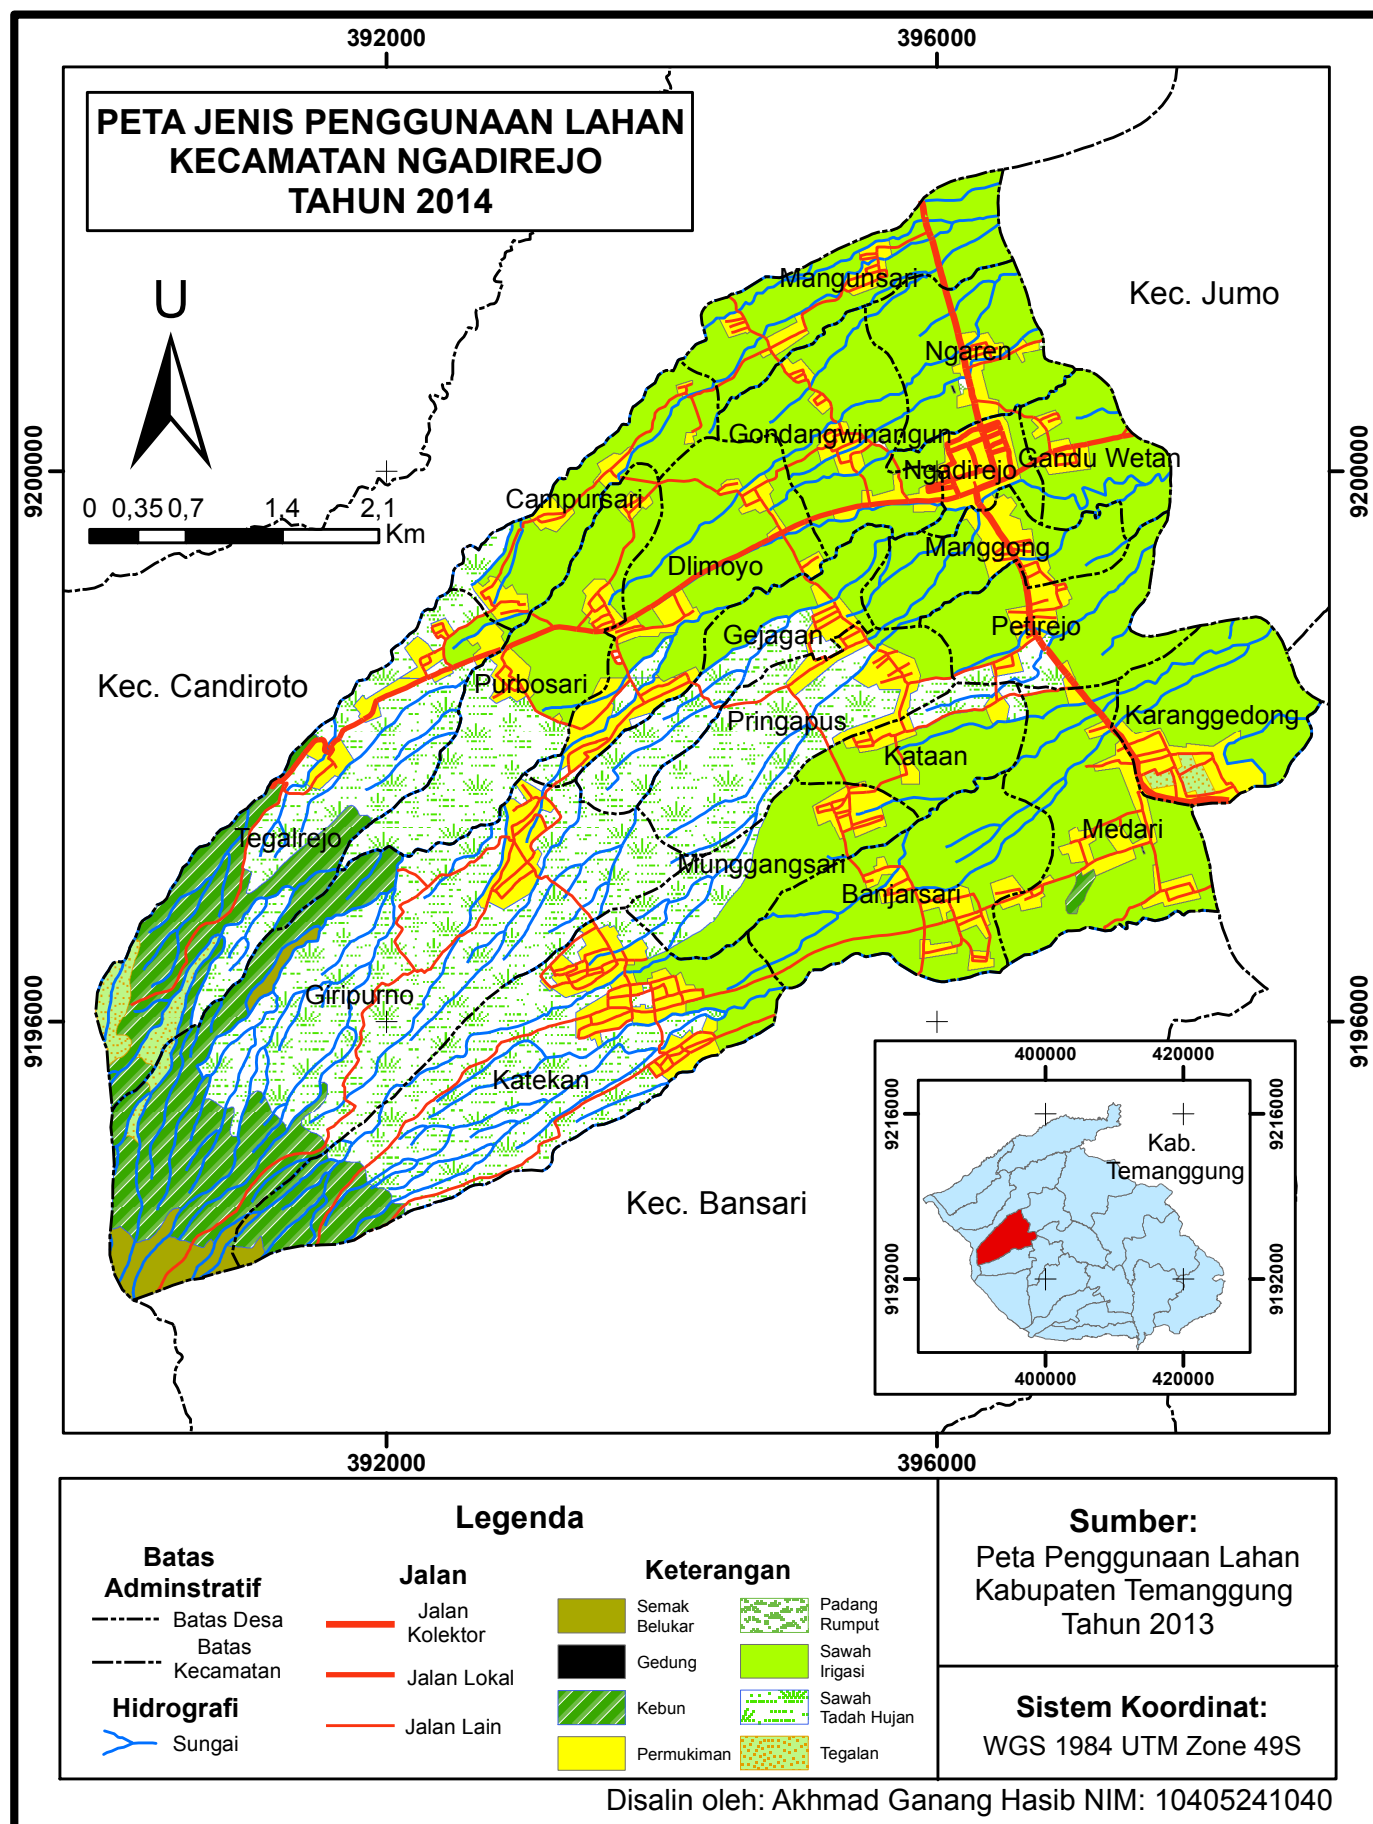 392000
396000
PETA JENIS PENGGUNAAN LAHAN
KECAMATAN NGADIREJO
TAHUN 2014
U
0 0,35 0,7 1,4 2,1
Km
Kec. Jumo
Mangunsari
Ngaren
Gondangwinangun
Ngadirejo
Gandu Wetan
9200000
9200000
Campursari
Manggong
Dlimoyo
Petirejo
Gejagan
Kec. Candiroto
Purbosari
Pringapus
Karanggedong
Kataan
Tegalrejo
Medari
Munggangsari
Banjarsari
Giripurno
9196000
9196000
Katekan
Kec. Bansari
400000
420000
9216000
9216000
Kab.
Temanggung
9192000
9192000
400000
420000
392000
396000
Legenda
Batas
Adminstratif
Batas Desa
Batas
Kecamatan
Hidrografi
Sungai
Jalan
Jalan
Kolektor
Jalan Lokal
Jalan Lain
Keterangan
Semak
Belukar
Gedung
Kebun
Permukiman
Padang
Rumput
Sawah
Irigasi
Sawah
Tadah Hujan
Tegalan
Sumber:
Peta Penggunaan Lahan
Kabupaten Temanggung
Tahun 2013
Sistem Koordinat:
WGS 1984 UTM Zone 49S
Disalin oleh: Akhmad Ganang Hasib NIM: 10405241040